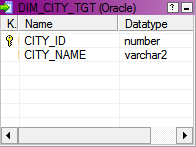 DIM_CITY_TGT (Oracle)
K. Name Datatype
CITY_ID number
CITY_NAME varchar2